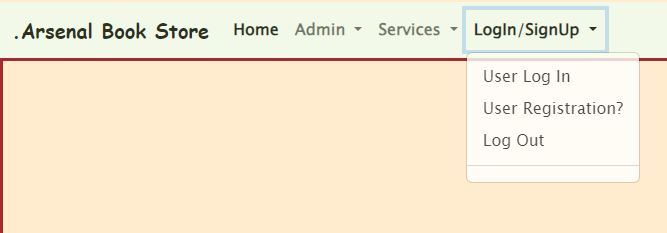 .Arsenal Book Store Home Admin Services LogIn/SignUp
User Log In
User Registration?
Log Out